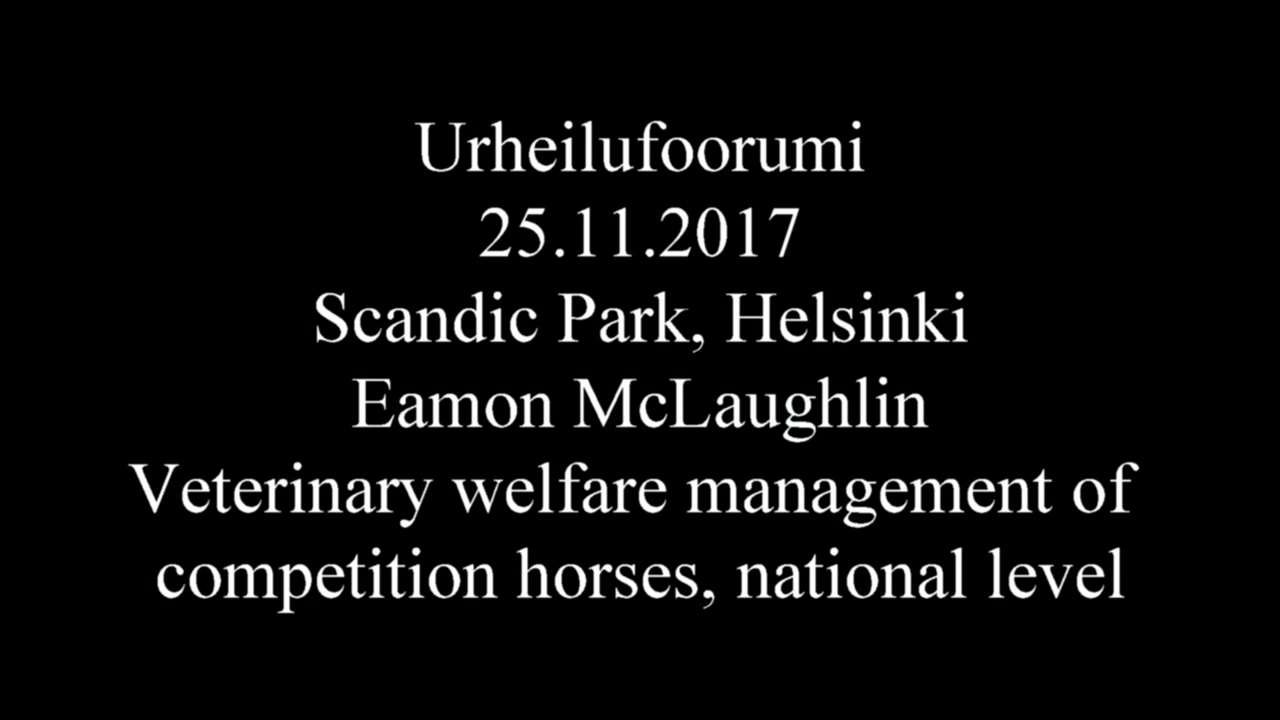 Urheilufoorumi
25.11.2017
Scandic Park, Helsinki
Eamon McLaughlin
Veterinary welfare management of
competition horses, national level